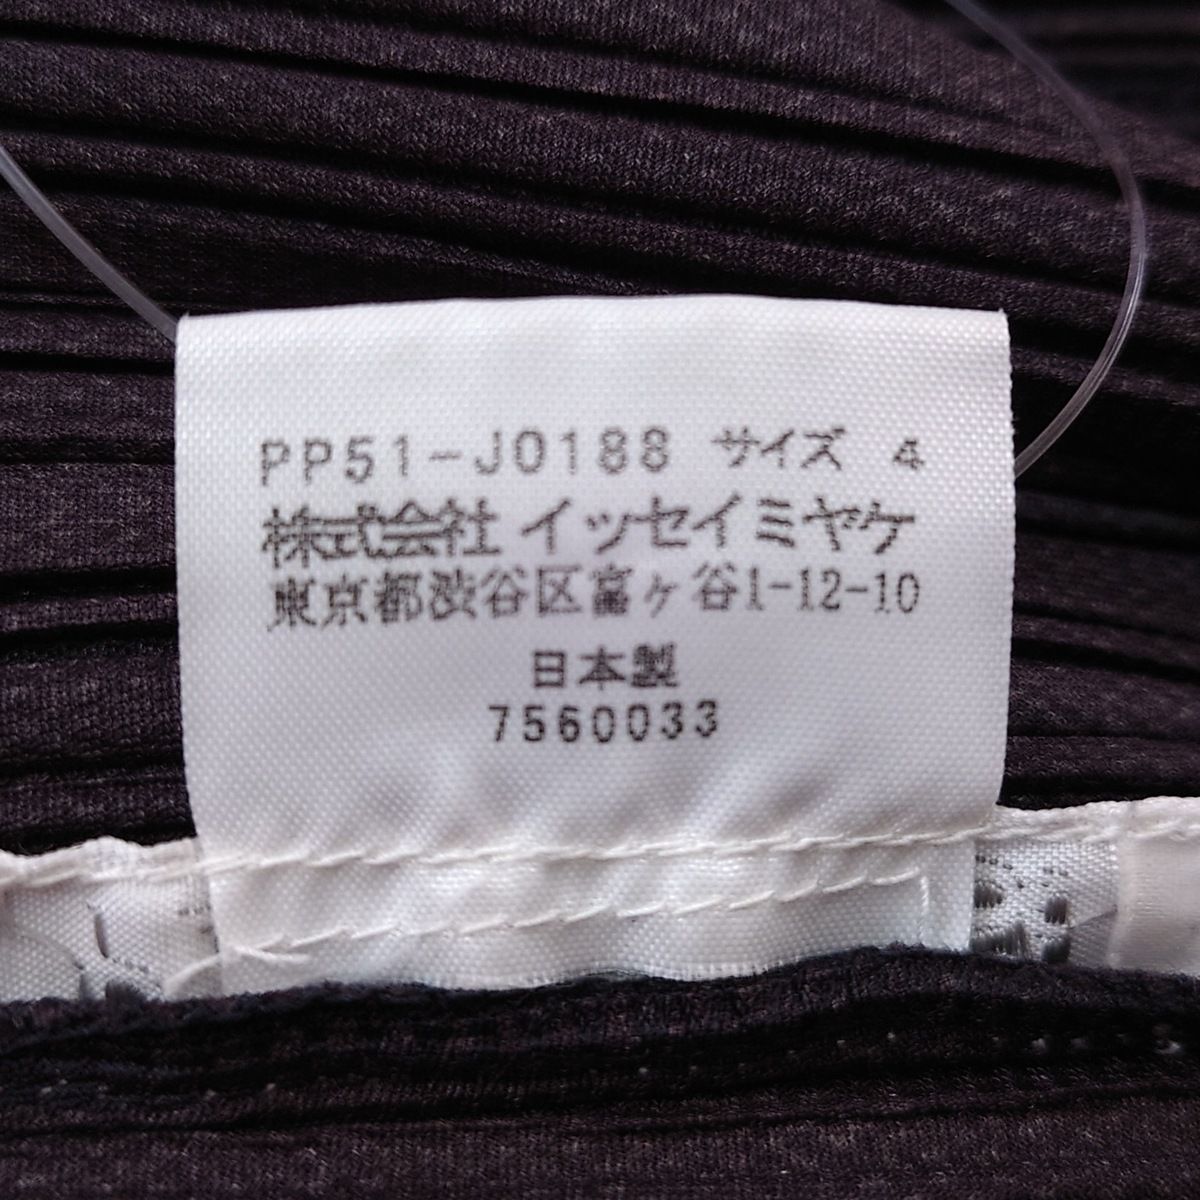 PP51-J0188 サイズ 4
株式会社イッセイミヤケ
東京都渋谷区富ヶ谷1-12-10
日本製
7560033